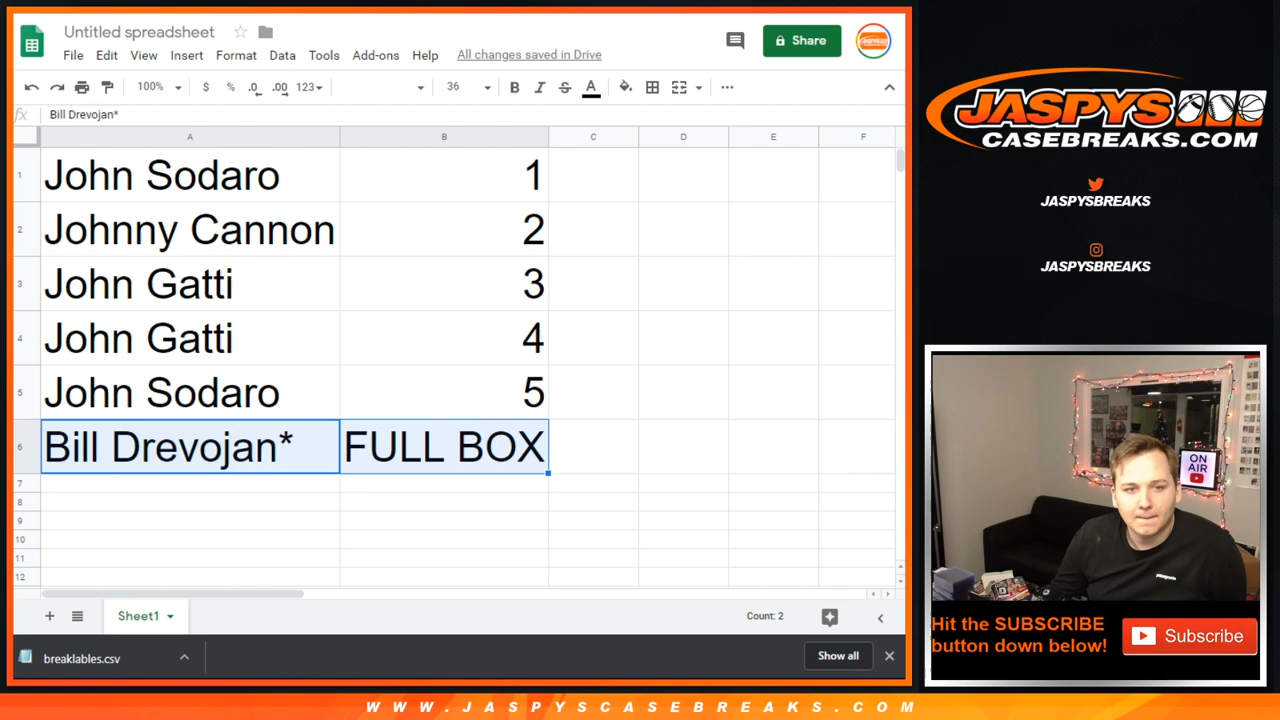 Untitled spreadsheet
File Edit View Insert Format Data Tools Add-ons Help All changes saved in Drive
Share
100% $ % .0 .00 123 36 B I S A
fx Bill Drevojan*
A B C D E F
1 John Sodaro 1
2 Johnny Cannon 2
3 John Gatti 3
4 John Gatti 4
5 John Sodaro 5
6 Bill Drevojan* FULL BOX
7
8
9
10
11
12
Sheet1 Count: 2
breaklables.csv Show all
JASPYS
CASEBREAKS.COM
JASPYSBREAKS
JASPYSBREAKS
ON
AIR
patagonia
Hit the SUBSCRIBE
button down below!
Subscribe
WWW.JASPYSCASEBREAKS.COM